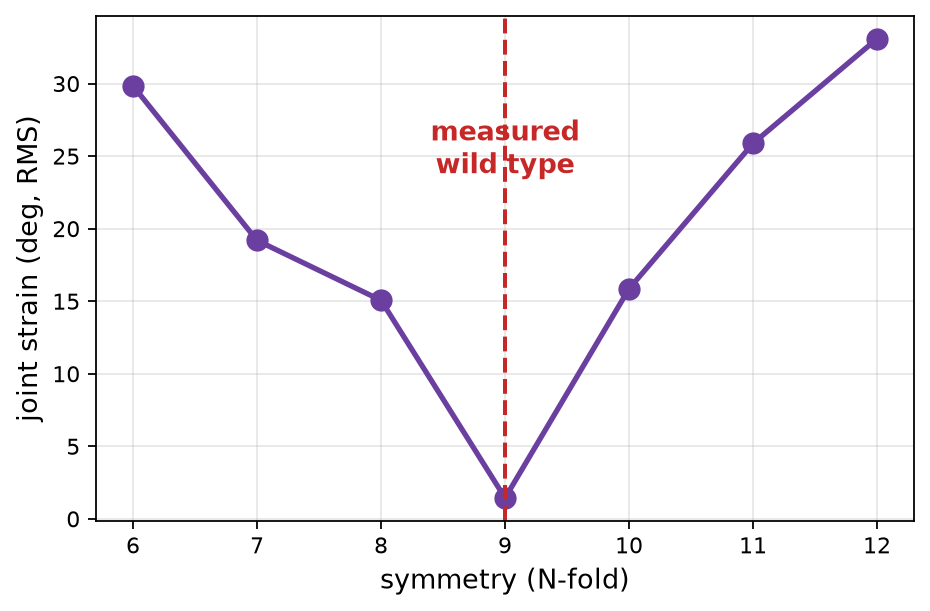 30
25
20
15
10
5
0
joint strain (deg, RMS)
measured
wild type
6 7 8 9 10 11 12
symmetry (N-fold)